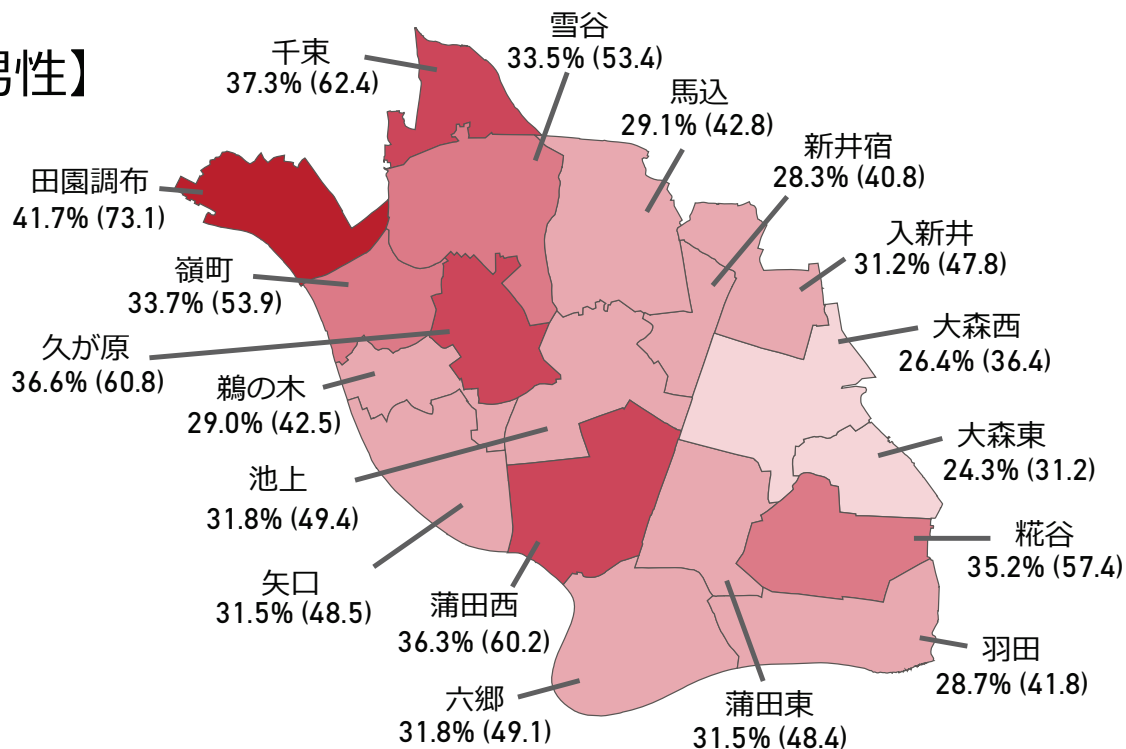 男性】
千束
37.3% (62.4)
雪谷
33.5% (53.4)
馬込
29.1% (42.8)
新井宿
28.3% (40.8)
田園調布
41.7% (73.1)
入新井
31.2% (47.8)
嶺町
33.7% (53.9)
大森西
26.4% (36.4)
久が原
36.6% (60.8)
鵜の木
29.0% (42.5)
大森東
24.3% (31.2)
池上
31.8% (49.4)
糀谷
35.2% (57.4)
矢口
31.5% (48.5)
蒲田西
36.3% (60.2)
羽田
28.7% (41.8)
六郷
31.8% (49.1)
蒲田東
31.5% (48.4)